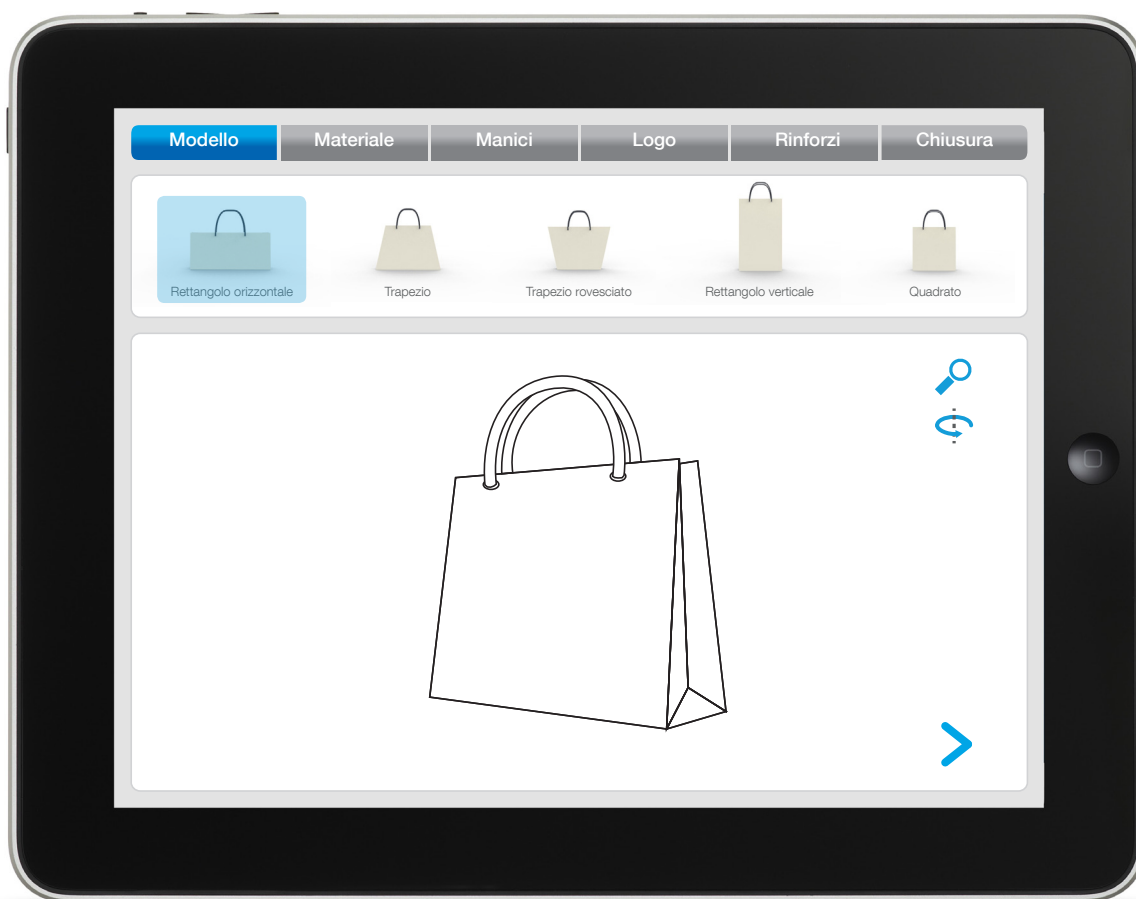 Modello
Materiale
Manici
Logo
Rinforzi
Chiusura
Rettangolo orizzontale
Trapezio
Trapezio rovesciato
Rettangolo verticale
Quadrato